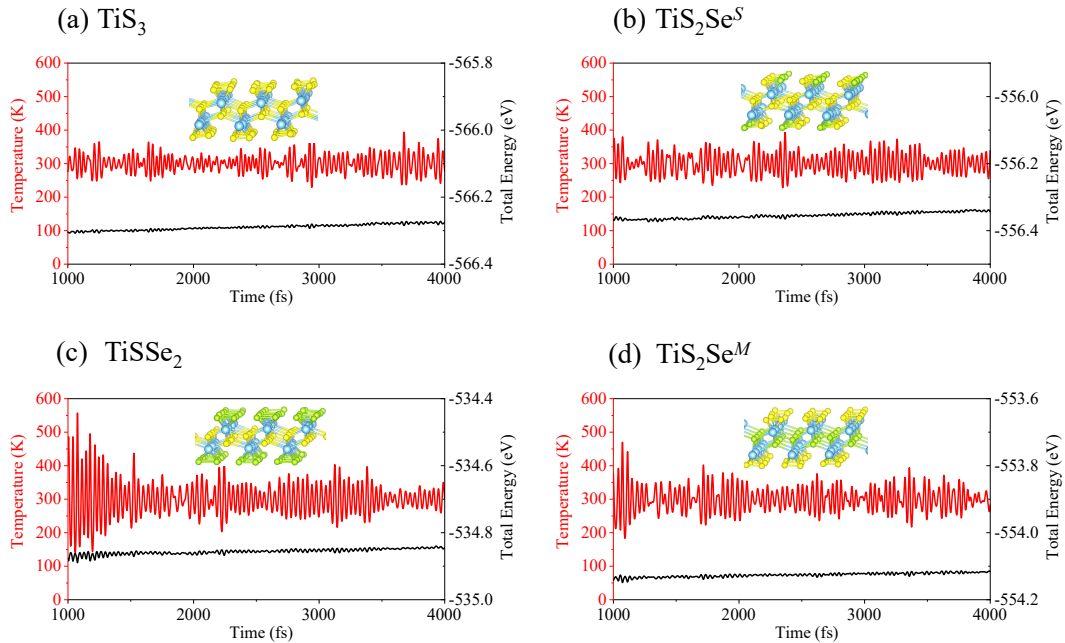 (a) TiS3
600
500
400
300
200
100
0
Temperature (K)
-565.8
-566.0
-566.2
-566.4
Total Energy (eV)
1000 2000 3000 4000
Time (fs)
(b) TiS2Se^S
600
500
400
300
200
100
0
Temperature (K)
-556.0
-556.2
-556.4
Total Energy (eV)
1000 2000 3000 4000
Time (fs)
(c) TiSSe2
600
500
400
300
200
100
0
Temperature (K)
-534.4
-534.6
-534.8
-535.0
Total Energy (eV)
1000 2000 3000 4000
Time (fs)
(d) TiS2Se^M
600
500
400
300
200
100
0
Temperature (K)
-553.6
-553.8
-554.0
-554.2
Total Energy (eV)
1000 2000 3000 4000
Time (fs)